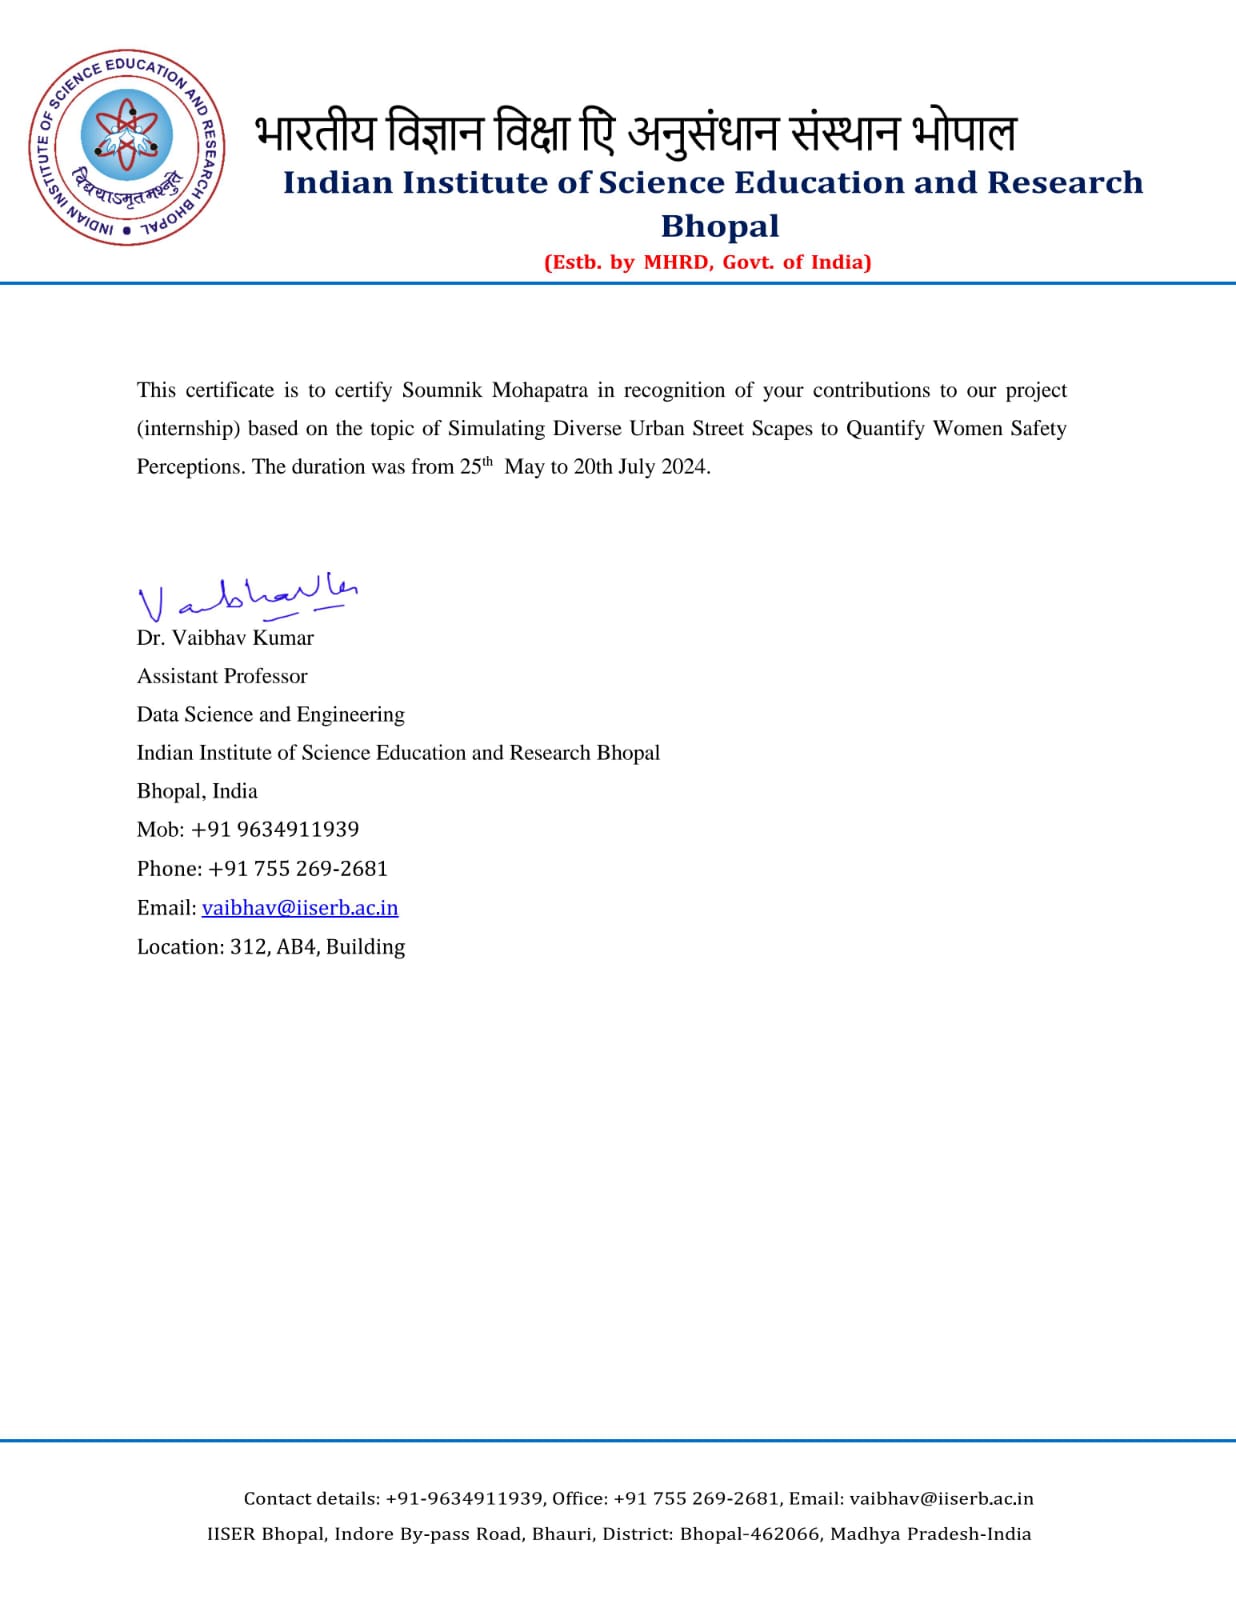 INDIAN INSTITUTE OF SCIENCE EDUCATION AND RESEARCH BHOPAL
विद्ययाऽमृतमश्नुते
भारतीय विज्ञान विक्षा एिं अनुसंधान संस्थान भोपाल
Indian Institute of Science Education and Research
Bhopal
(Estb. by MHRD, Govt. of India)
This certificate is to certify Soumnik Mohapatra in recognition of your contributions to our project
(internship) based on the topic of Simulating Diverse Urban Street Scapes to Quantify Women Safety
Perceptions. The duration was from 25th May to 20th July 2024.
Dr. Vaibhav Kumar
Assistant Professor
Data Science and Engineering
Indian Institute of Science Education and Research Bhopal
Bhopal, India
Mob: +91 9634911939
Phone: +91 755 269-2681
Email: vaibhav@iiserb.ac.in
Location: 312, AB4, Building
Contact details: +91-9634911939, Office: +91 755 269-2681, Email: vaibhav@iiserb.ac.in
IISER Bhopal, Indore By-pass Road, Bhauri, District: Bhopal-462066, Madhya Pradesh-India